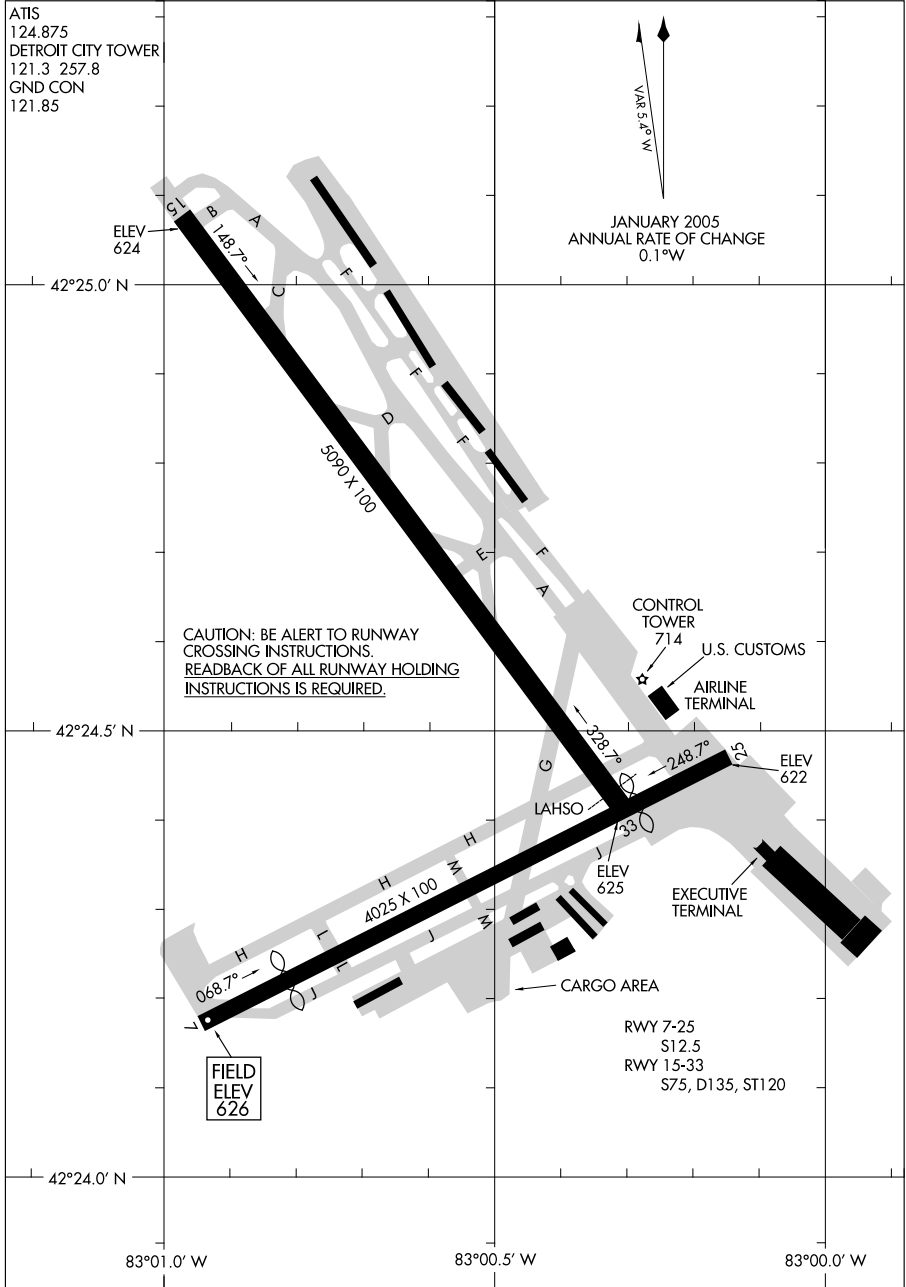 ATIS
124.875
DETROIT CITY TOWER
121.3 257.8
GND CON
121.85
VAR 5.4° W
JANUARY 2005
ANNUAL RATE OF CHANGE
0.1°W
15
B
A
ELEV
624
148.7°
F
C
42°25.0' N
F
D
F
5090 X 100
E
F
A
CONTROL
TOWER
714
U.S. CUSTOMS
CAUTION: BE ALERT TO RUNWAY
CROSSING INSTRUCTIONS.
READBACK OF ALL RUNWAY HOLDING
INSTRUCTIONS IS REQUIRED.
AIRLINE
TERMINAL
42°24.5' N
328.7°
248.7°
25
G
ELEV
622
LAHSO
33
H
J
M
ELEV
625
H
4025 X 100
EXECUTIVE
TERMINAL
M
J
L
H
L
068.7°
J
CARGO AREA
7
RWY 7-25
S12.5
RWY 15-33
S75, D135, ST120
FIELD
ELEV
626
42°24.0' N
83°01.0' W
83°00.5' W
83°00.0' W